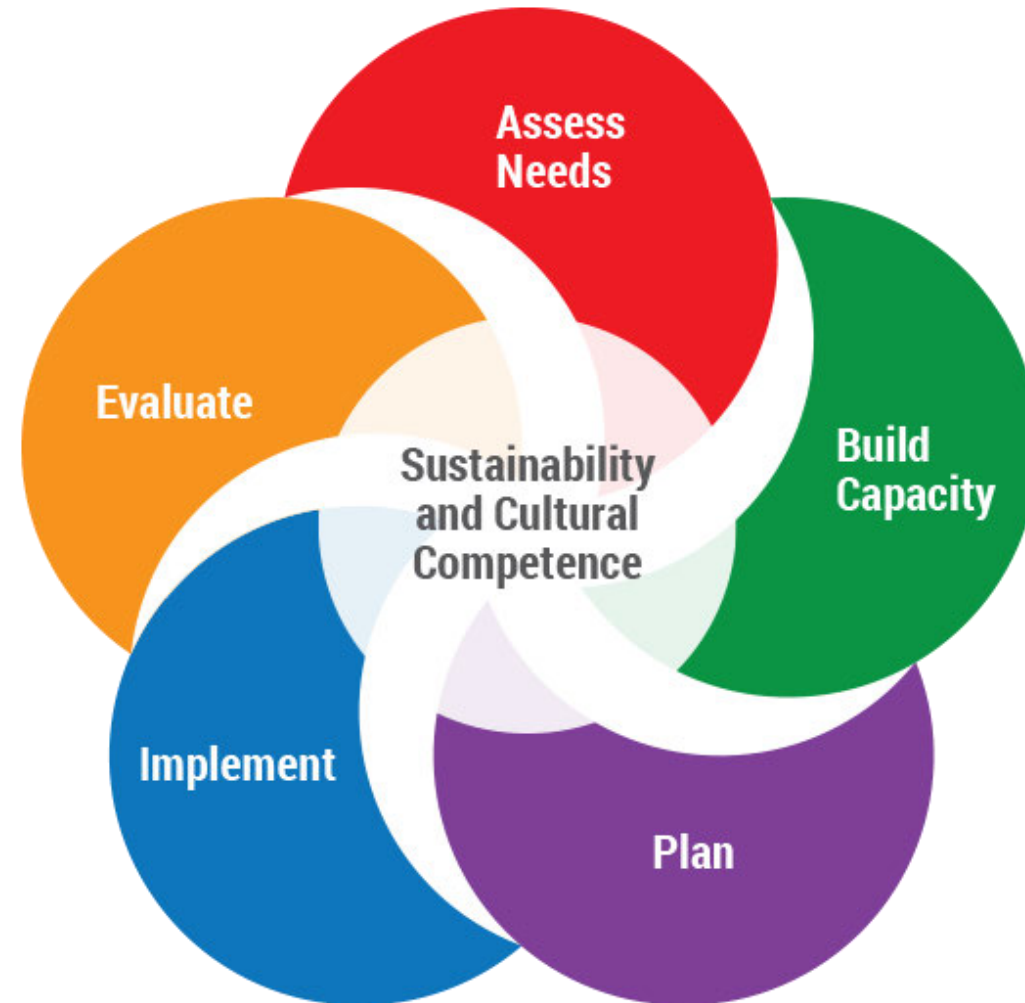 Assess
Needs
Build
Capacity
Plan
Implement
Evaluate
Sustainability
and Cultural
Competence